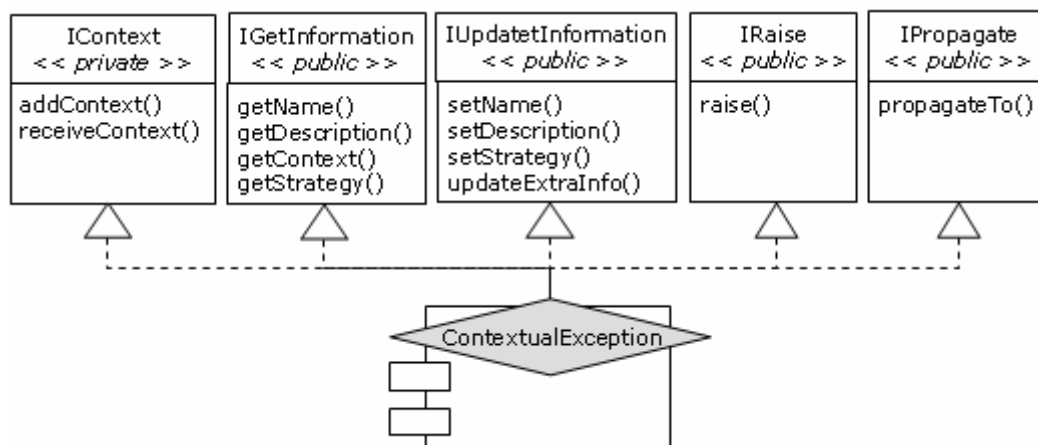 IContext
<< private >>
addContext()
receiveContext()
IGetInformation
<< public >>
getName()
getDescription()
getContext()
getStrategy()
IUpdatetInformation
<< public >>
setName()
setDescription()
setStrategy()
updateExtraInfo()
IRaise
<< public >>
raise()
IPropagate
<< public >>
propagateTo()
ContextualException